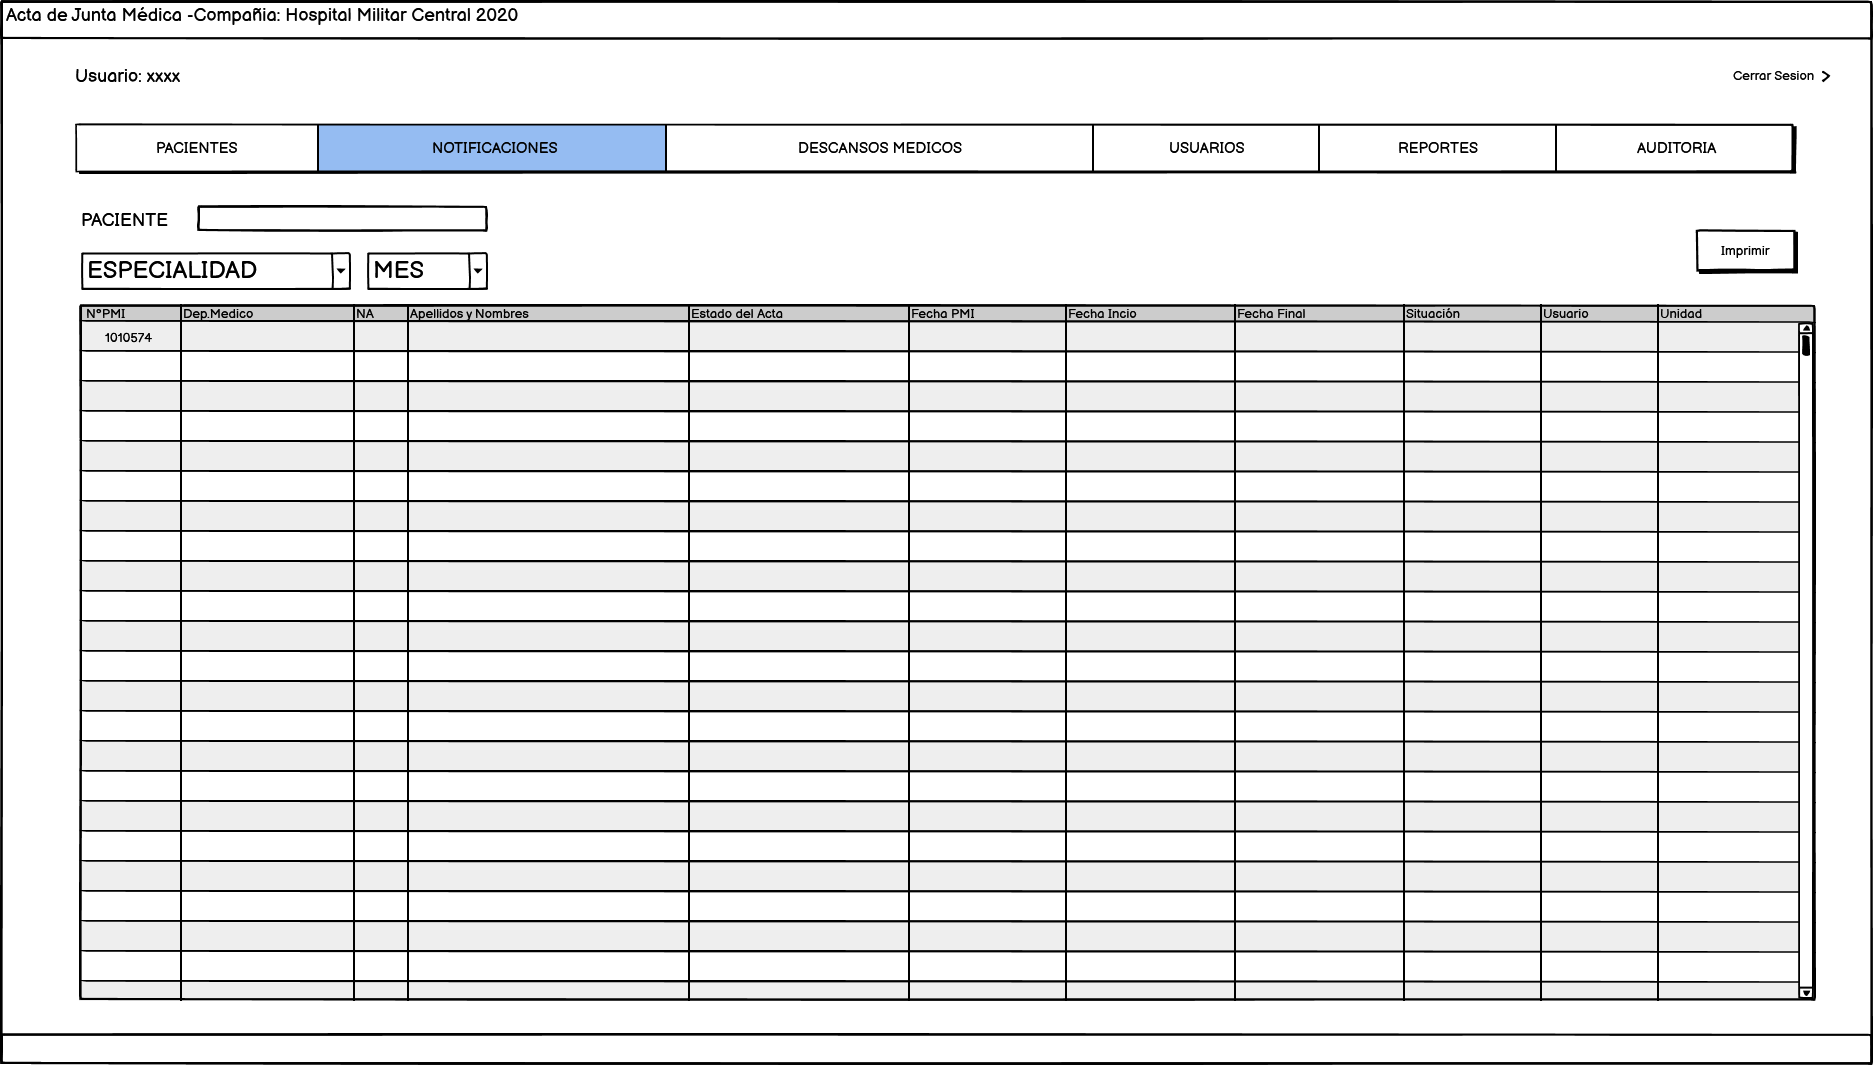 Acta de Junta Médica -Compañia: Hospital Militar Central 2020
Usuario: xxxx
Cerrar Sesion
PACIENTES NOTIFICACIONES DESCANSOS MEDICOS USUARIOS REPORTES AUDITORIA
PACIENTE
Imprimir
ESPECIALIDAD MES
N°PMI Dep.Medico NA Apellidos y Nombres Estado del Acta Fecha PMI Fecha Incio Fecha Final Situación Usuario Unidad
1010574